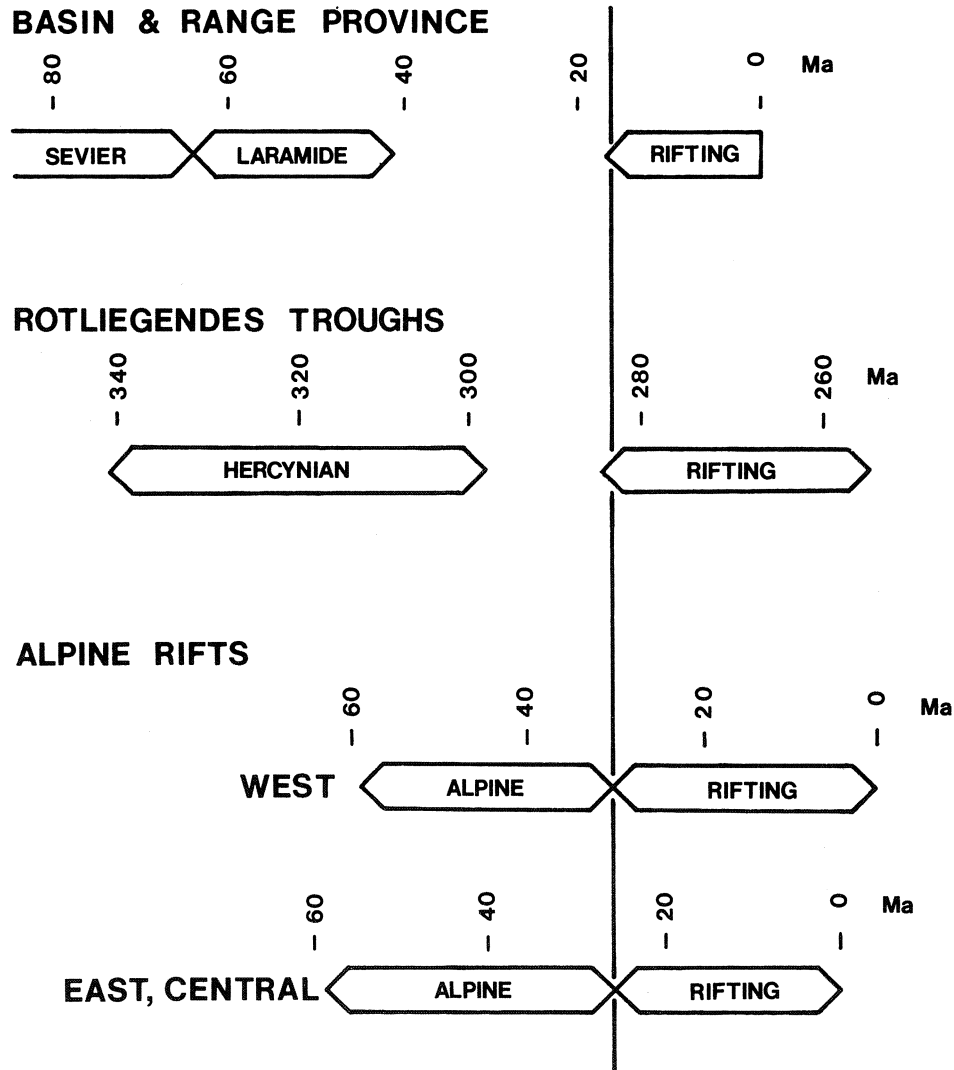 BASIN & RANGE PROVINCE
80 60 40 20 0 Ma
SEVIER LARAMIDE RIFTING
ROTLIEGENDES TROUGHS
340 320 300 280 260 Ma
HERCYNIAN RIFTING
ALPINE RIFTS
60 40 20 0 Ma
WEST ALPINE RIFTING
60 40 20 0 Ma
EAST, CENTRAL ALPINE RIFTING